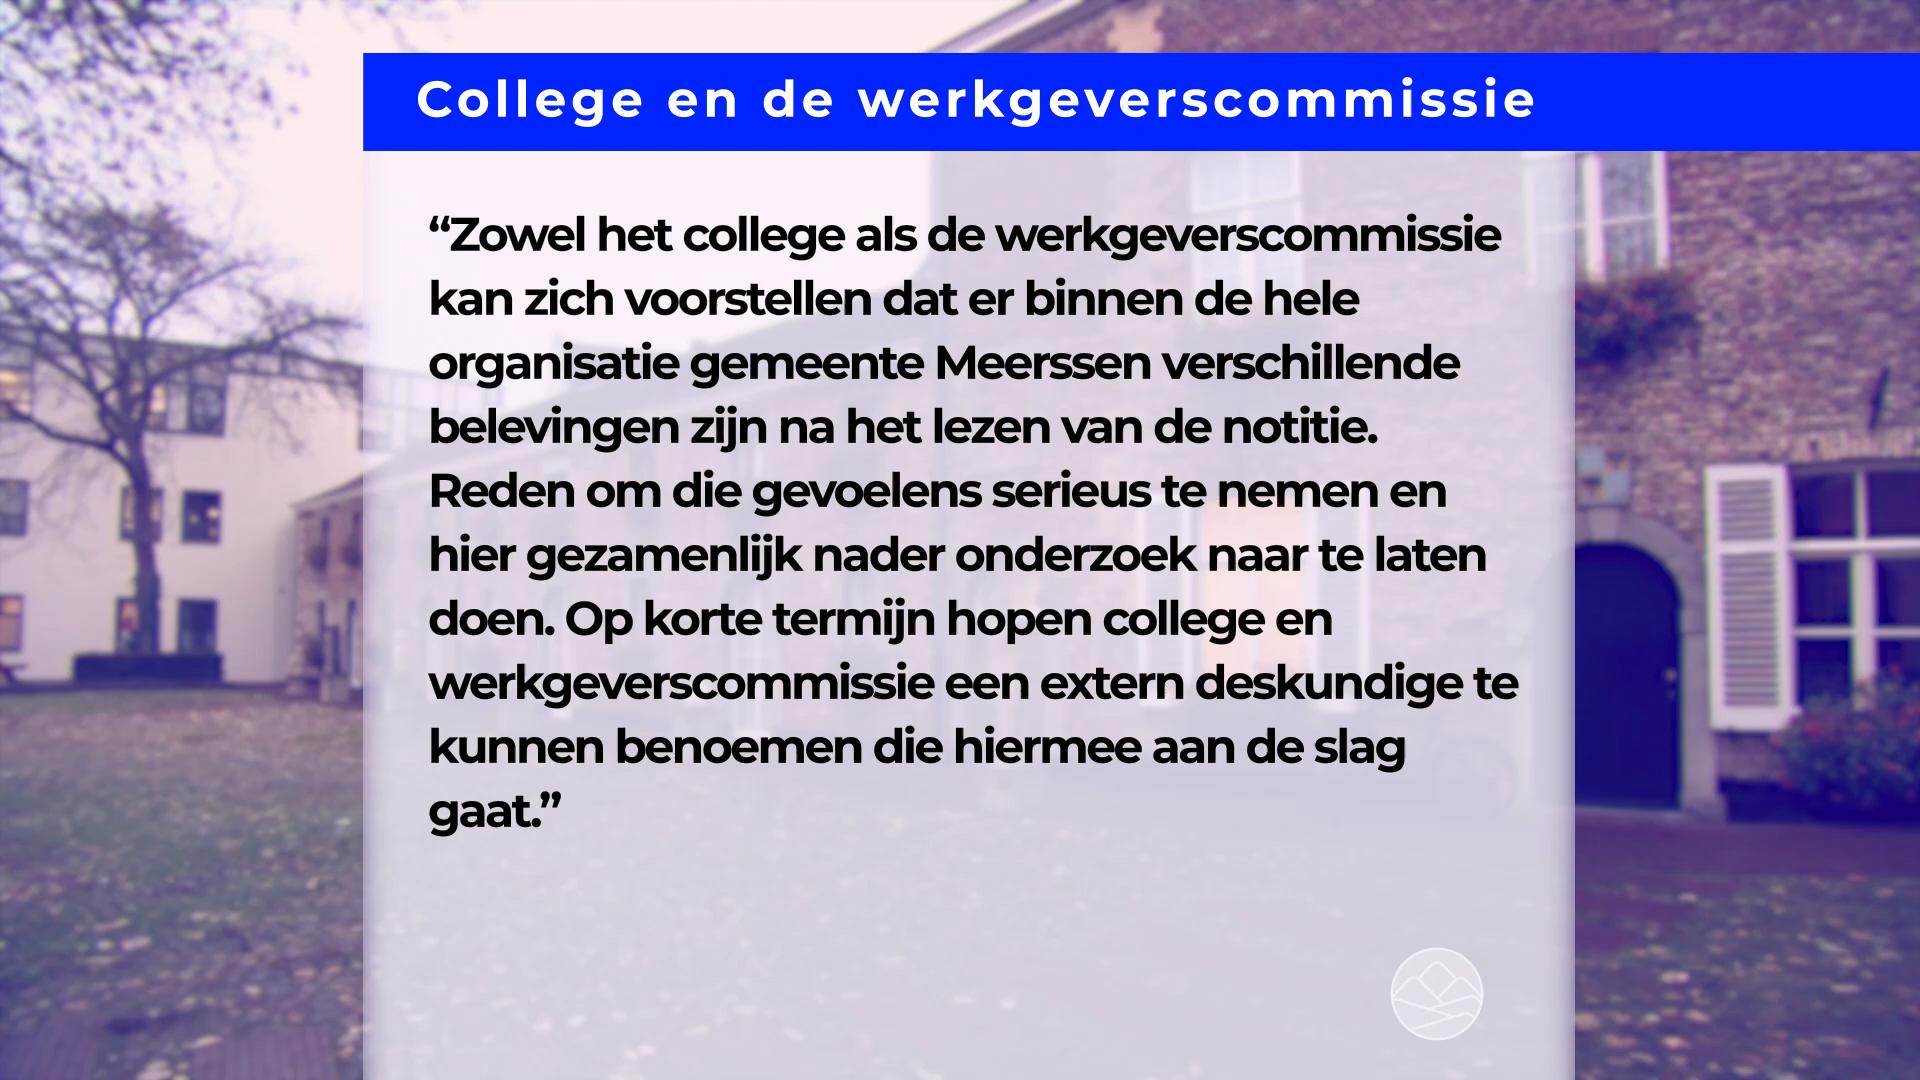 College en de werkgeverscommissie
“Zowel het college als de werkgeverscommissie
kan zich voorstellen dat er binnen de hele
organisatie gemeente Meerssen verschillende
belevingen zijn na het lezen van de notitie.
Reden om die gevoelens serieus te nemen en
hier gezamenlijk nader onderzoek naar te laten
doen. Op korte termijn hopen college en
werkgeverscommissie een extern deskundige te
kunnen benoemen die hiermee aan de slag
gaat.”